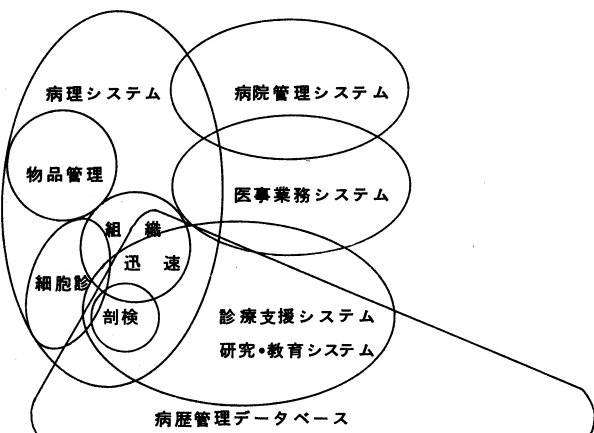 病理システム
病院管理システム
物品管理
医事業務システム
組織
迅速
細胞診
剖検
診療支援システム
研究・教育システム
病歴管理データベース